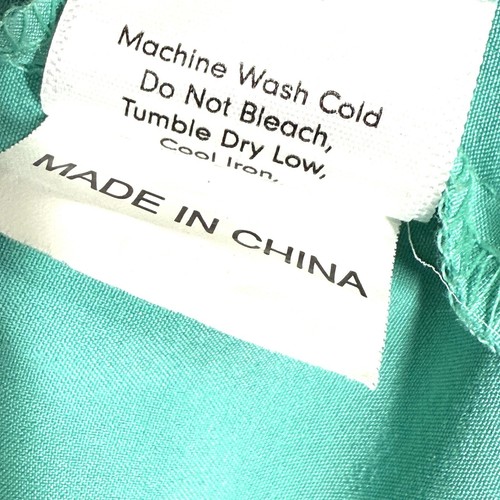 Machine Wash Cold
Do Not Bleach,
Tumble Dry Low,
Cool Iron.
MADE IN CHINA